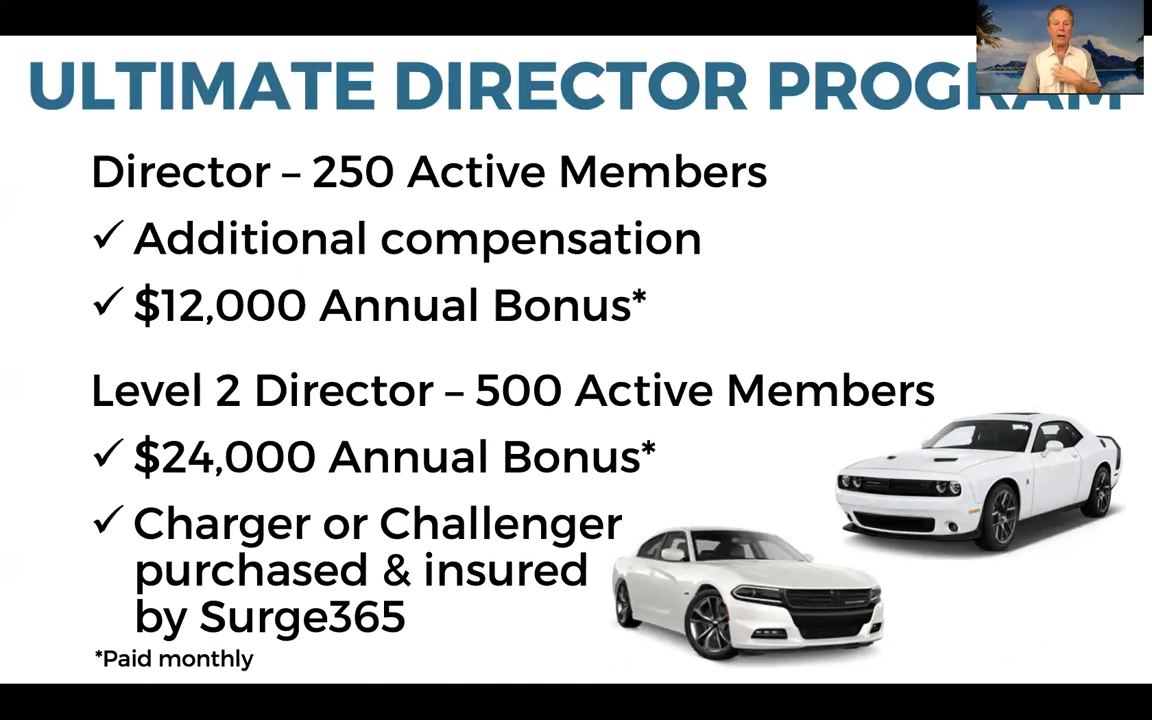 ULTIMATE DIRECTOR PROGRAM
Director – 250 Active Members
✓ Additional compensation
✓ $12,000 Annual Bonus*
Level 2 Director – 500 Active Members
✓ $24,000 Annual Bonus*
✓ Charger or Challenger
purchased & insured
by Surge365
*Paid monthly